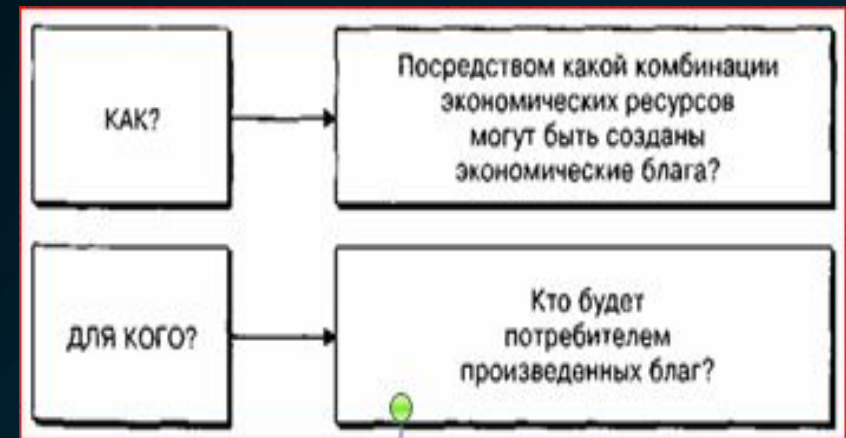 КАК?
Посредством какой комбинации
экономических ресурсов
могут быть созданы
экономические блага?
ДЛЯ КОГО?
Кто будет
потребителем
произведенных благ?